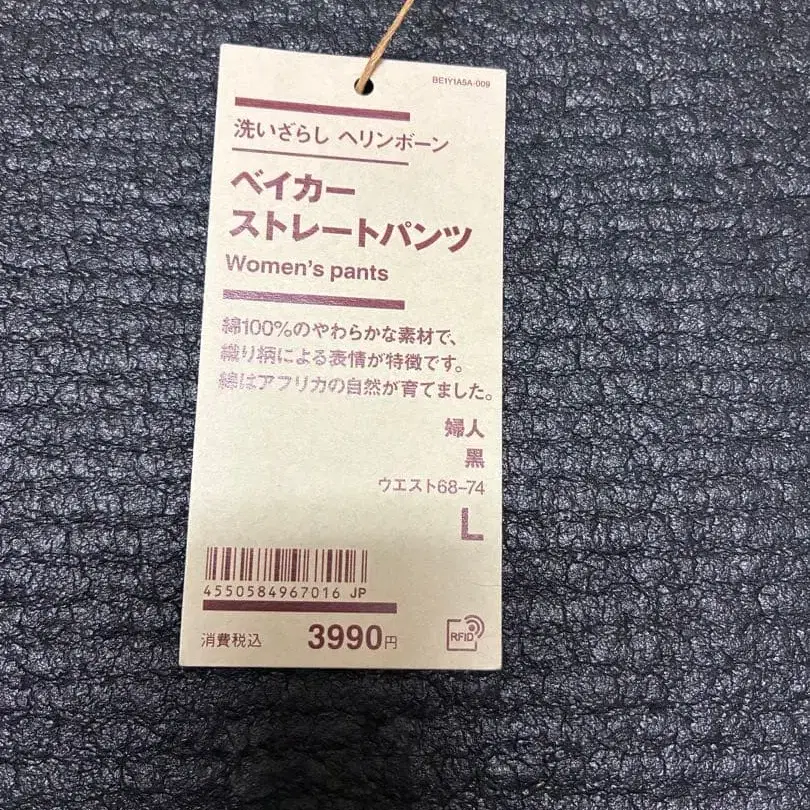 BE1Y1A5A-009
洗いざらし ヘリンボーン
ベイカー
ストレートパンツ
Women's pants
綿100%のやわらかな素材で、
織り柄による表情が特徴です。
綿はアフリカの自然が育てました。
婦人
黒
ウエスト68-74
L
4550584967016 JP
消費税込 3990円
RFID